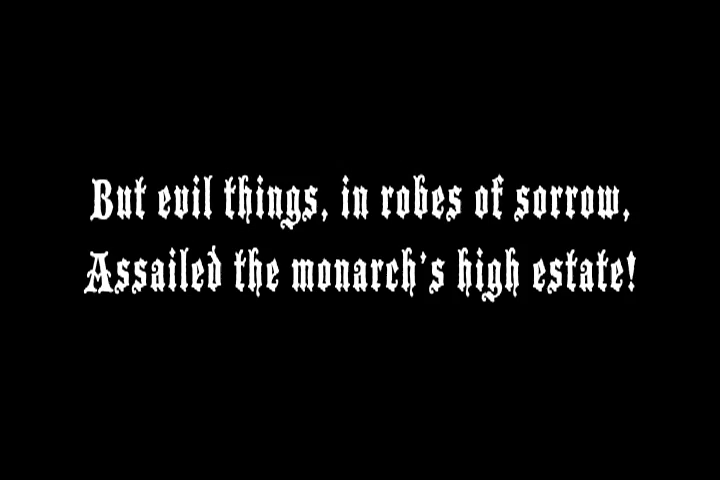 But evil things, in robes of sorrow,
Assailed the monarch's high estate!